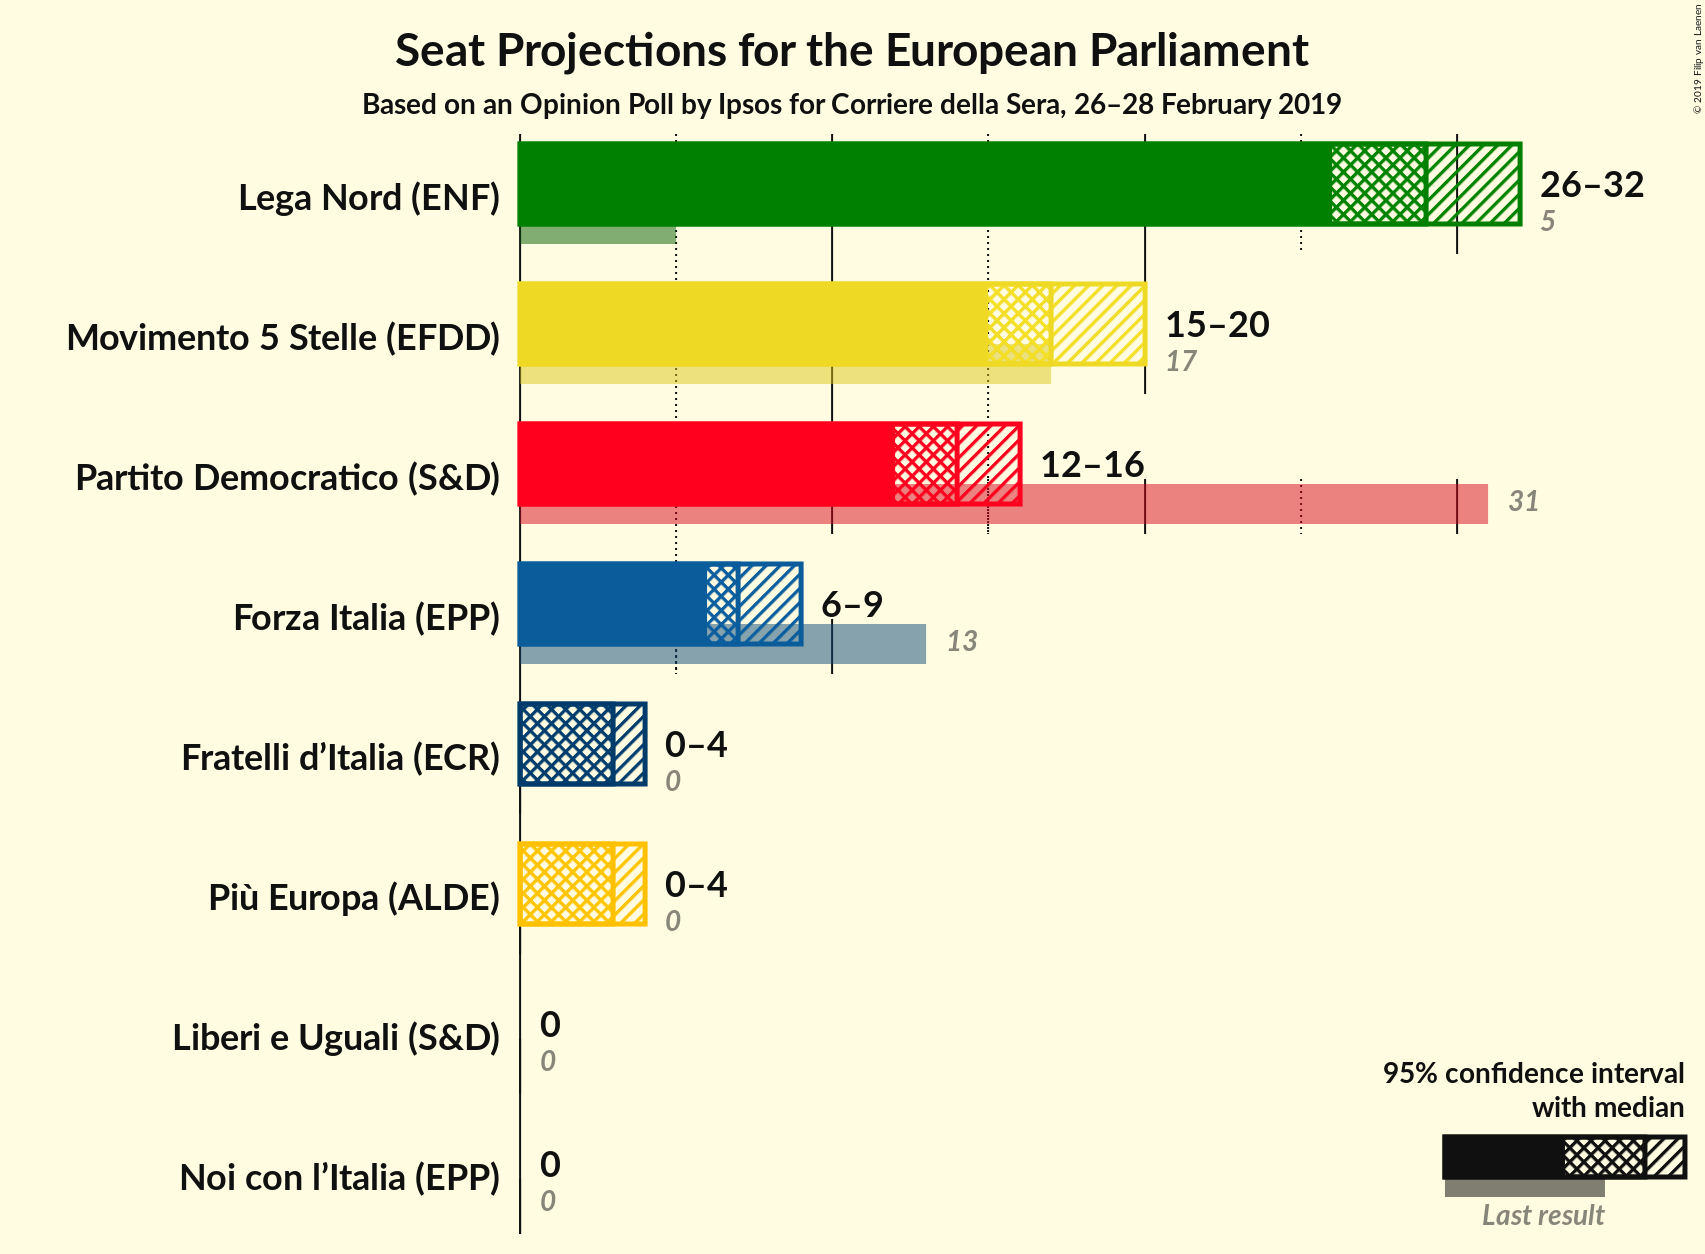 Seat Projections for the European Parliament
Based on an Opinion Poll by Ipsos for Corriere della Sera, 26–28 February 2019
© 2019 Filip van Laenen
Lega Nord (ENF)
26–32
5
Movimento 5 Stelle (EFDD)
15–20
17
Partito Democratico (S&D)
12–16
31
Forza Italia (EPP)
6–9
13
Fratelli d’Italia (ECR)
0–4
0
Più Europa (ALDE)
0–4
0
Liberi e Uguali (S&D)
0
0
Noi con l’Italia (EPP)
0
0
95% confidence interval
with median
Last result